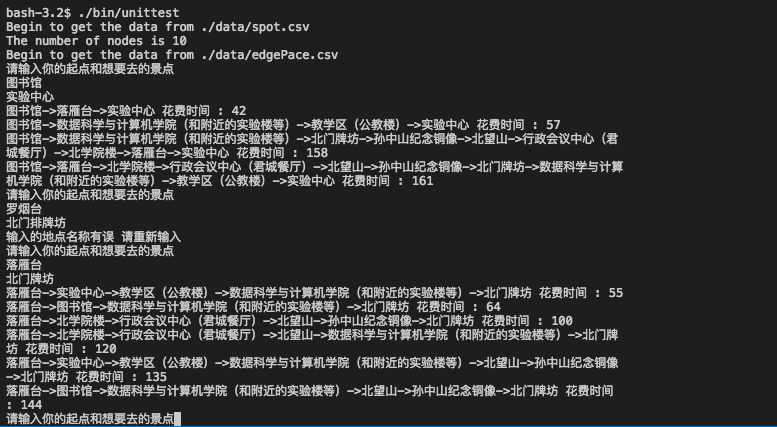 bash-3.2$ ./bin/unittest
Begin to get the data from ./data/spot.csv
The number of nodes is 10
Begin to get the data from ./data/edgePace.csv
请输入你的起点和想要去的景点
图书馆
实验中心
图书馆->落雁台->实验中心 花费时间 : 42
图书馆->数据科学与计算机学院（和附近的实验楼等）->教学区（公教楼）->实验中心 花费时间 : 57
图书馆->数据科学与计算机学院（和附近的实验楼等）->北门牌坊->孙中山纪念铜像->北望山->行政会议中心（君
城餐厅）->北学院楼->落雁台->实验中心 花费时间 : 158
图书馆->落雁台->北学院楼->行政会议中心（君城餐厅）->北望山->孙中山纪念铜像->北门牌坊->数据科学与计算
机学院（和附近的实验楼等）->教学区（公教楼）->实验中心 花费时间 : 161
请输入你的起点和想要去的景点
罗烟台
北门排牌坊
输入的地点名称有误 请重新输入
请输入你的起点和想要去的景点
落雁台
北门牌坊
落雁台->实验中心->教学区（公教楼）->数据科学与计算机学院（和附近的实验楼等）->北门牌坊 花费时间 : 55
落雁台->图书馆->数据科学与计算机学院（和附近的实验楼等）->北门牌坊 花费时间 : 64
落雁台->北学院楼->行政会议中心（君城餐厅）->北望山->孙中山纪念铜像->北门牌坊 花费时间 : 100
落雁台->北学院楼->行政会议中心（君城餐厅）->北望山->数据科学与计算机学院（和附近的实验楼等）->北门牌
坊 花费时间 : 120
落雁台->实验中心->教学区（公教楼）->数据科学与计算机学院（和附近的实验楼等）->北望山->孙中山纪念铜像
->北门牌坊 花费时间 : 135
落雁台->图书馆->数据科学与计算机学院（和附近的实验楼等）->北望山->孙中山纪念铜像->北门牌坊 花费时间
: 144
请输入你的起点和想要去的景点